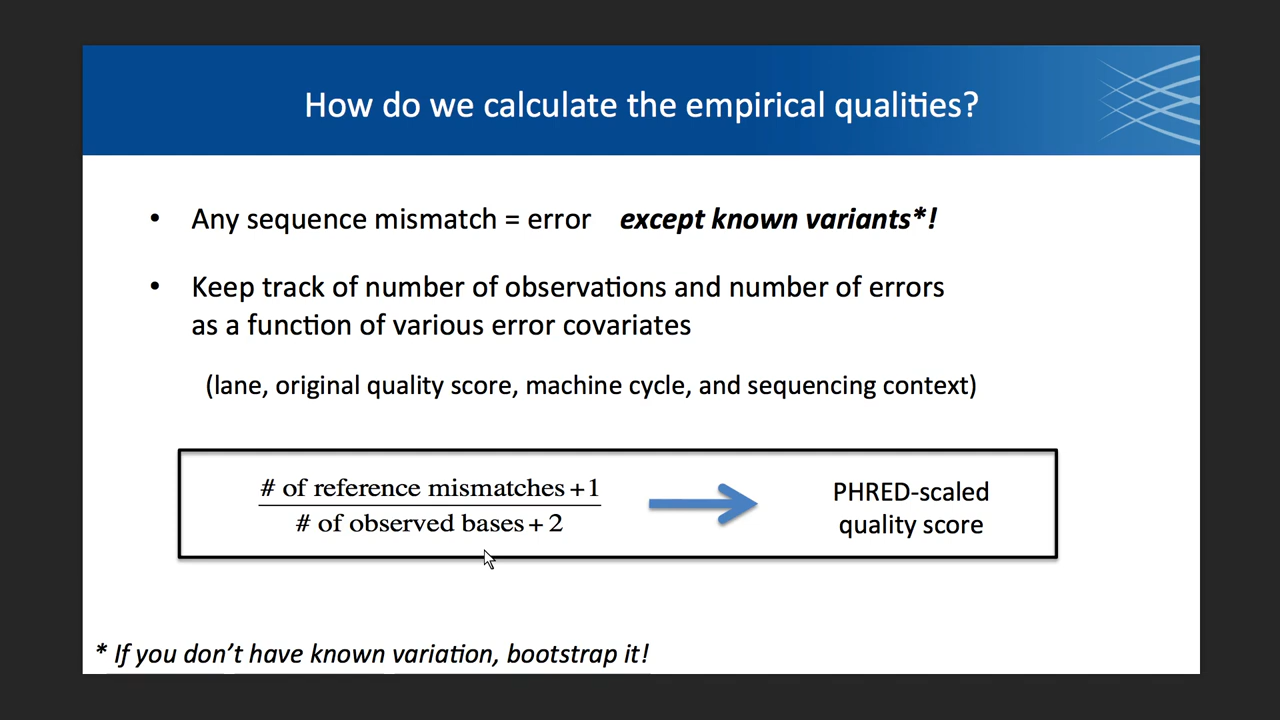 How do we calculate the empirical qualities?
• Any sequence mismatch = error except known variants*!
• Keep track of number of observations and number of errors
as a function of various error covariates
(lane, original quality score, machine cycle, and sequencing context)
# of reference mismatches +1
# of observed bases + 2
PHRED-scaled
quality score
* If you don’t have known variation, bootstrap it!